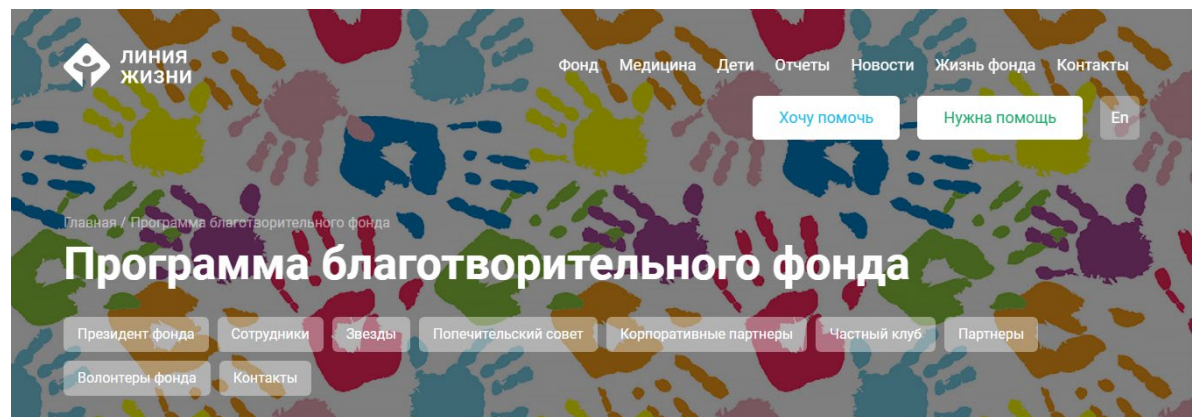 ЛИНИЯ
ЖИЗНИ
Фонд Медицина Дети Отчеты Новости Жизнь фонда Контакты
Хочу помочь Нужна помощь En
Главная / Программа благотворительного фонда
Программа благотворительного фонда
Президент фонда Сотрудники Звезды Попечительский совет Корпоративные партнеры Частный клуб Партнеры
Волонтеры фонда Контакты